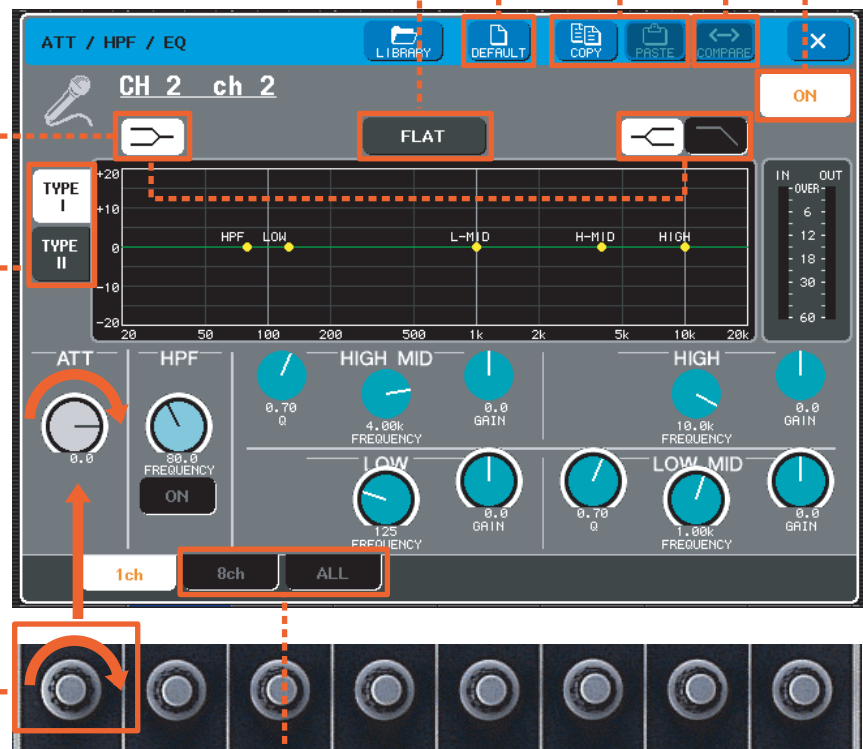 ATT / HPF / EQ LIBRARY DEFAULT COPY PASTE COMPARE ×
CH 2 ch 2 ON
FLAT
TYPE I
TYPE II
+20
+10
0
-10
-20
HPF LOW L-MID H-MID HIGH
20 50 100 200 500 1k 2k 5k 10k 20k
IN OUT
OVER
6
12
18
30
60
ATT HPF HIGH MID HIGH
0.70 Q 4.00k FREQUENCY 0.0 GAIN 10.0k FREQUENCY 0.0 GAIN
0.0 80.0 FREQUENCY
ON
LOW LOW MID
125 FREQUENCY 0.0 GAIN 0.70 Q 1.00k FREQUENCY 0.0 GAIN
1ch 8ch ALL